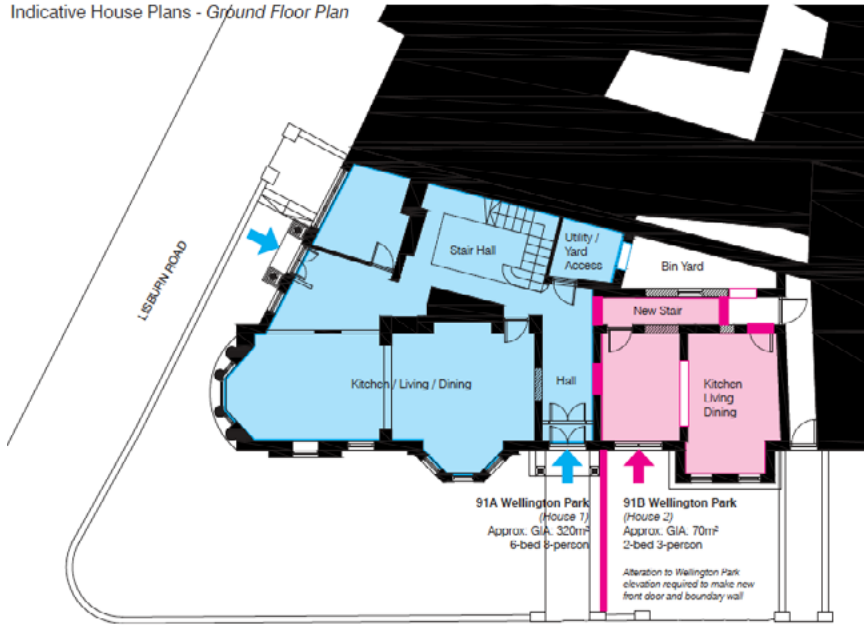 Indicative House Plans - Ground Floor Plan
LISBURN ROAD
Stair Hall
Utility /
Yard
Access
Bin Yard
New Stair
Kitchen / Living / Dining
Hall
Kitchen
Living
Dining
91A Wellington Park
(House 1)
Approx. GIA. 320m²
6-bed 8-person
91B Wellington Park
(House 2)
Approx. GIA. 70m²
2-bed 3-person
Alteration to Wellington Park
elevation required to make new
front door and boundary wall